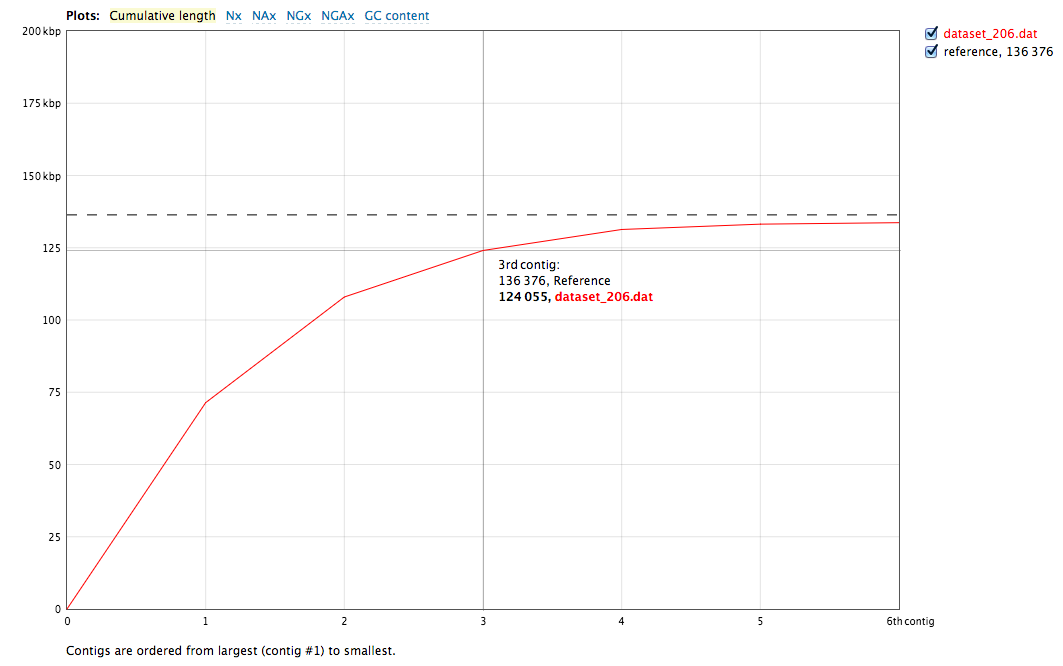 Plots: Cumulative length Nx NAx NGx NGAx GC content
200 kbp
dataset_206.dat
reference, 136 376
175 kbp
150 kbp
125
3rd contig:
136 376, Reference
124 055, dataset_206.dat
100
75
50
25
0
0 1 2 3 4 5 6th contig
Contigs are ordered from largest (contig #1) to smallest.